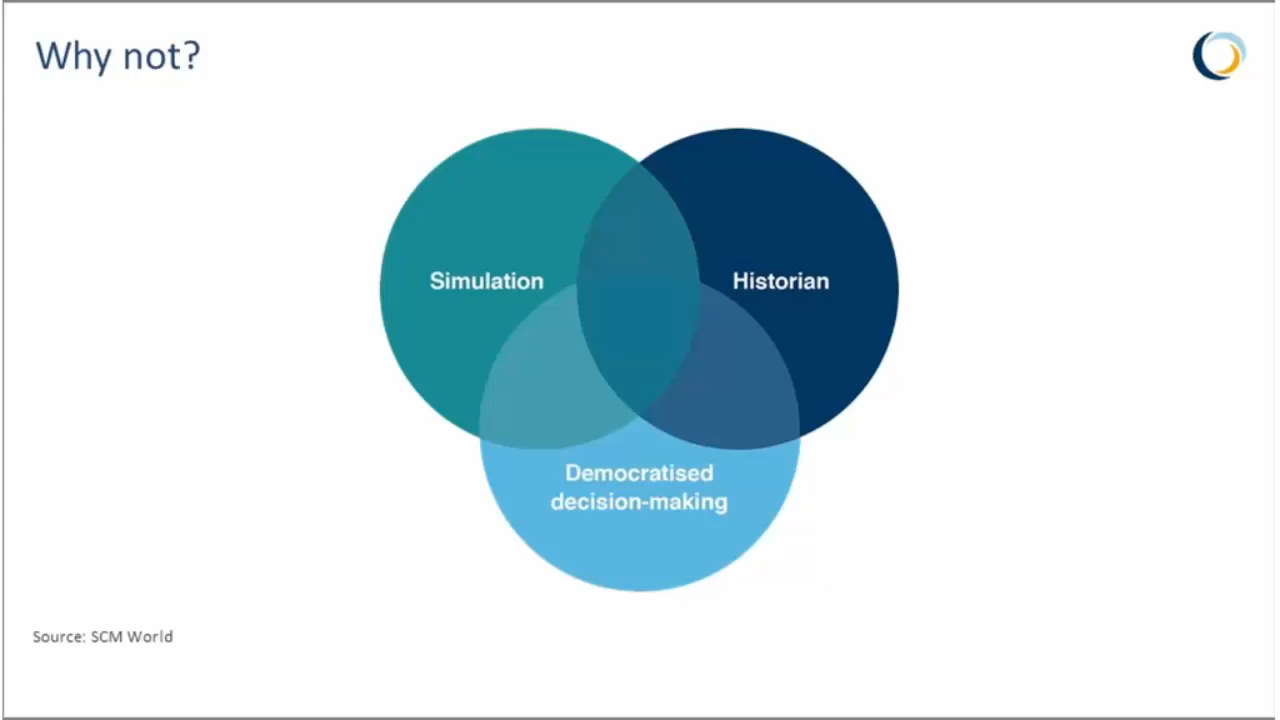 Why not?
Simulation
Historian
Democratised
decision-making
Source: SCM World